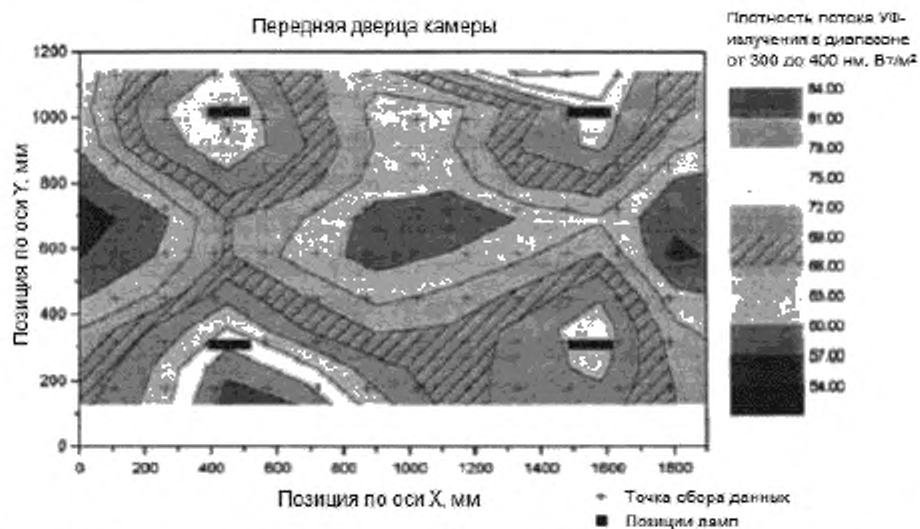 Передняя дверца камеры
Плотность потока УФ-
излучения в диапазоне
от 300 до 400 нм, Вт/м²
84.00
81.00
78.00
75.00
72.00
69.00
66.00
63.00
60.00
57.00
54.00
Позиция по оси Y, мм
1200
1000
800
600
400
200
0
0 200 400 600 800 1000 1200 1400 1600 1800
Позиция по оси X, мм
Точка сбора данных
Позиции ламп